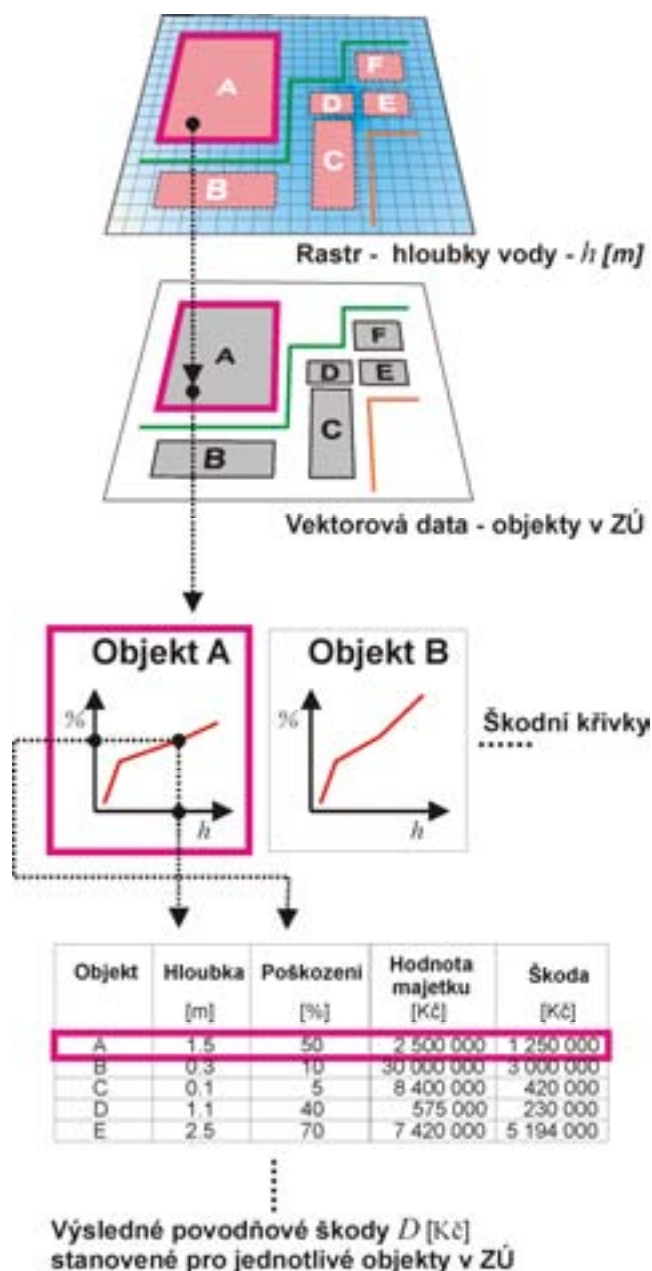 A
F
D
E
B
C
Rastr - hloubky vody - h [m]
A
F
D
E
B
C
Vektorová data - objekty v ZÚ
Objekt A
Objekt B
%
h
%
h
Škodní křivky
Objekt Hloubka Poškození Hodnota majetku Škoda
[m] [%] [Kč] [Kč]
A 1.5 50 2 500 000 1 250 000
B 0.3 10 30 000 000 3 000 000
C 0.1 5 8 400 000 420 000
D 1.1 40 575 000 230 000
E 2.5 70 7 420 000 5 194 000
Výsledné povodňové škody D [Kč]
stanovené pro jednotlivé objekty v ZÚ